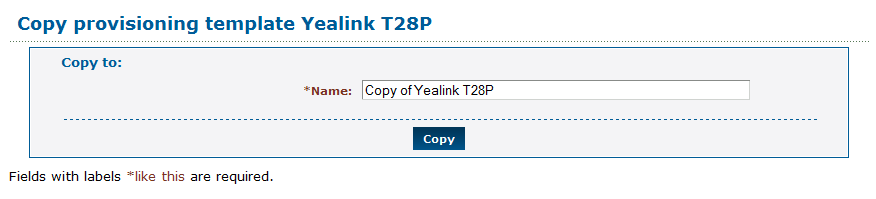 Copy provisioning template Yealink T28P
Copy to:
*Name: Copy of Yealink T28P
Copy
Fields with labels *like this are required.